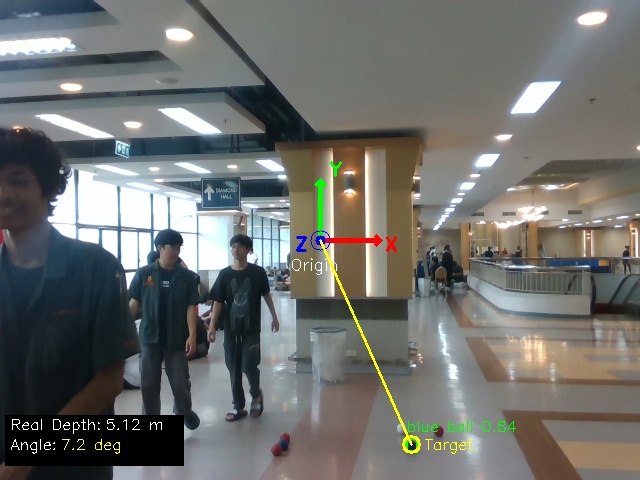 DIAMOND
HALL
Y
Z
X
Origin
blue ball 0.84
Target
Real Depth: 5.12 m
Angle: 7.2 deg